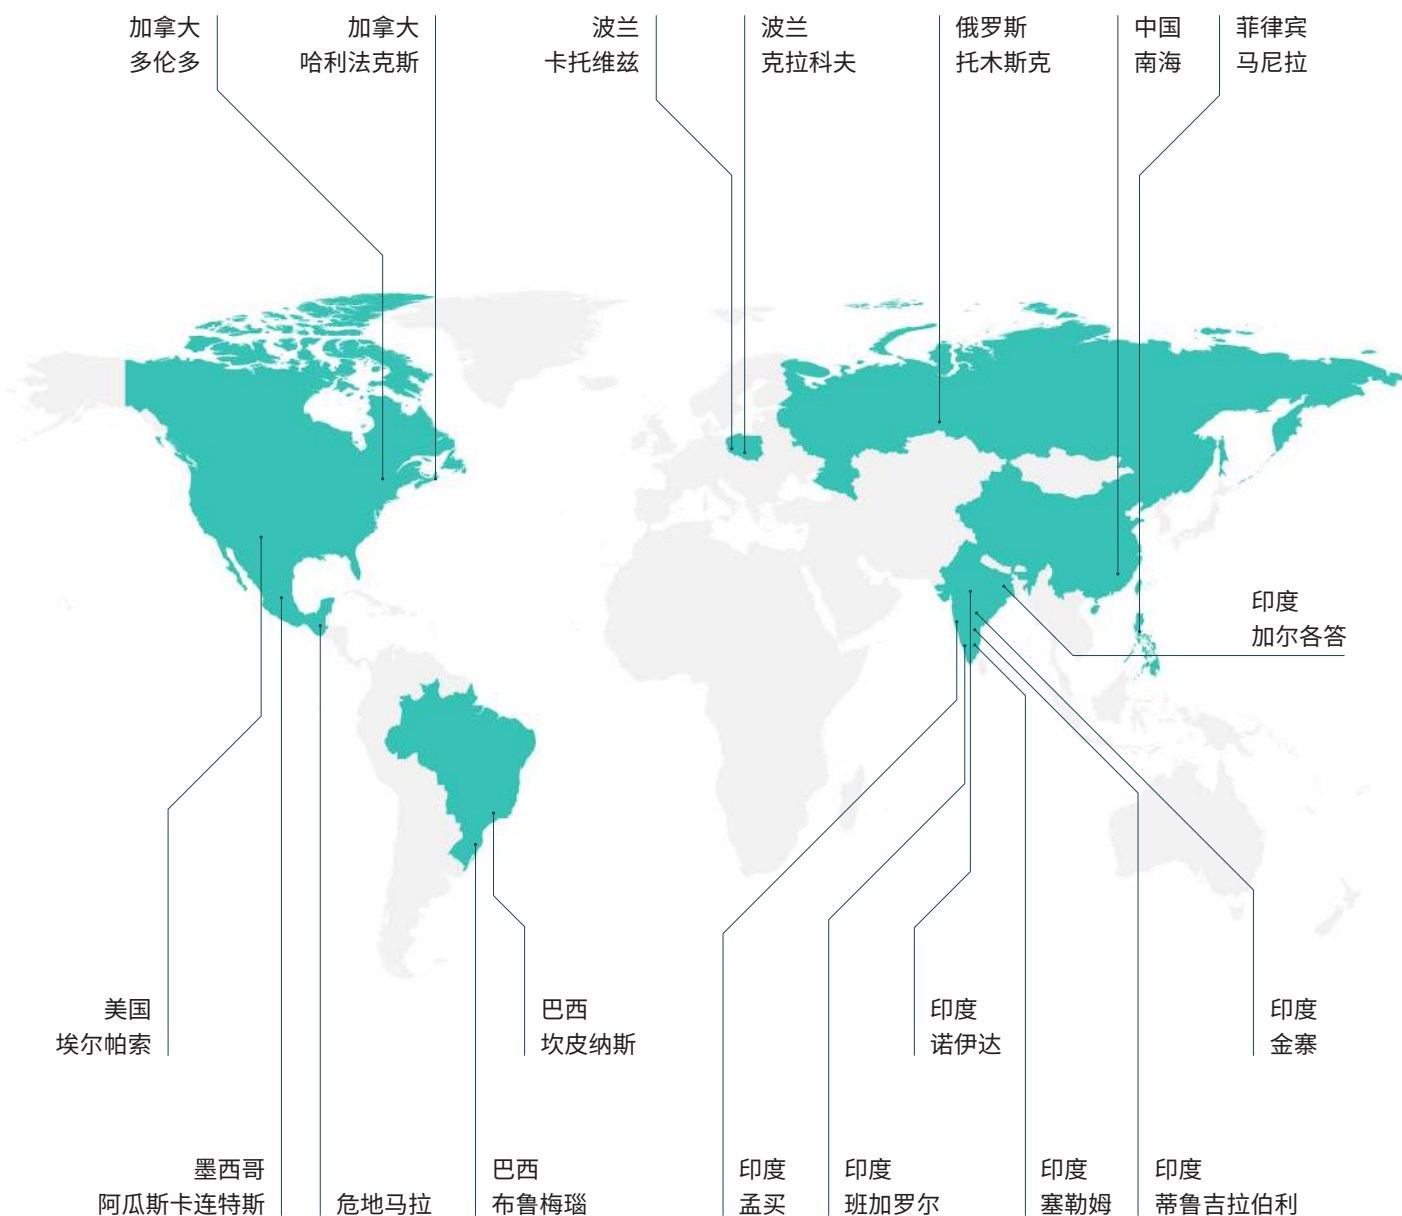 加拿大
多伦多
加拿大
哈利法克斯
波兰
卡托维兹
波兰
克拉科夫
俄罗斯
托木斯克
中国
南海
菲律宾
马尼拉
印度
加尔各答
美国
埃尔帕索
巴西
坎皮纳斯
印度
诺伊达
印度
金寨
墨西哥
阿瓜斯卡连特斯
危地马拉
巴西
布鲁梅瑙
印度
孟买
印度
班加罗尔
印度
塞勒姆
印度
蒂鲁吉拉伯利